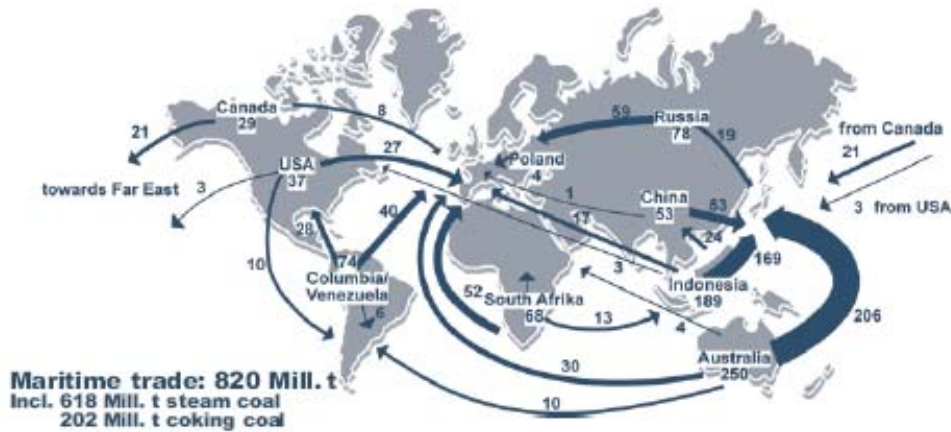 Canada
29
8
21
59
Russia
78
19
from Canada
21
27
USA
37
Poland
4
towards Far East
3
1
China
53
53
3 from USA
40
17
28
24
74
Columbia/
Venezuela
10
3
169
Indonesia
189
52
South Afrika
68
13
6
4
206
Australia
250
30
10
Maritime trade: 820 Mill. t
Incl. 618 Mill. t steam coal
202 Mill. t coking coal